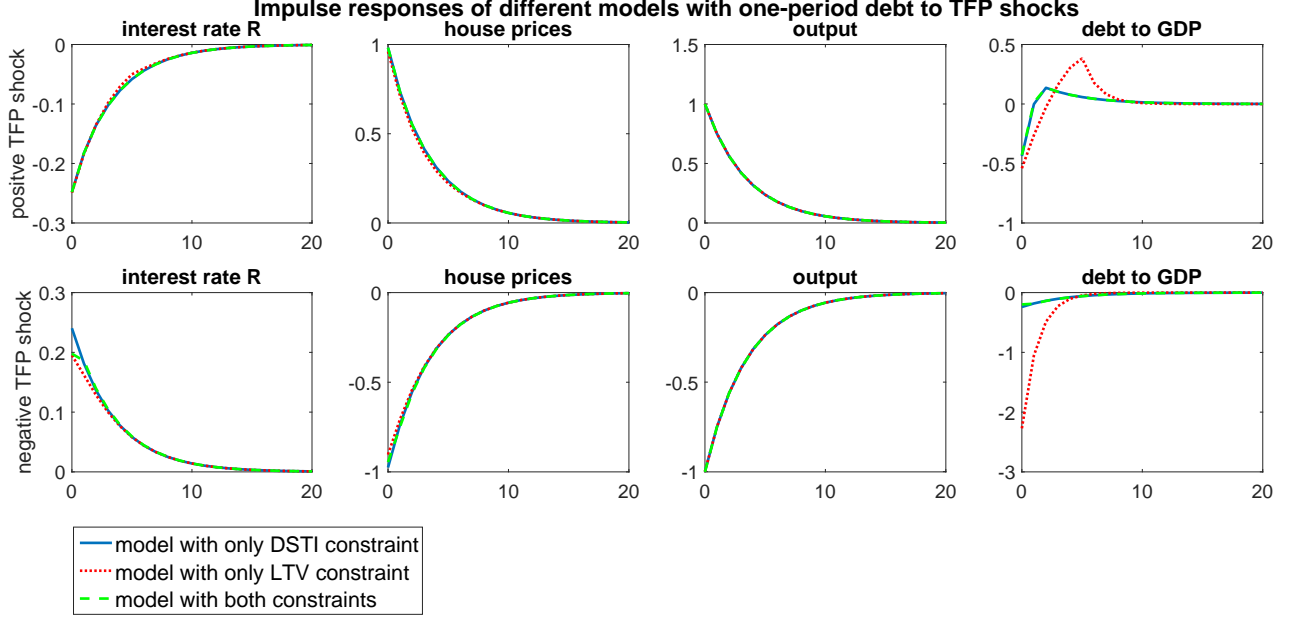 Impulse responses of different models with one-period debt to TFP shocks
interest rate R
house prices
output
debt to GDP
positve TFP shock
0
-0.1
-0.2
-0.3
0 10 20
1
0.5
0
0 10 20
1.5
1
0.5
0
0 10 20
0.5
0
-0.5
-1
0 10 20
interest rate R
house prices
output
debt to GDP
negative TFP shock
0.3
0.2
0.1
0
0 10 20
0
-0.5
-1
0 10 20
0
-0.5
-1
0 10 20
0
-1
-2
-3
0 10 20
model with only DSTI constraint
model with only LTV constraint
model with both constraints